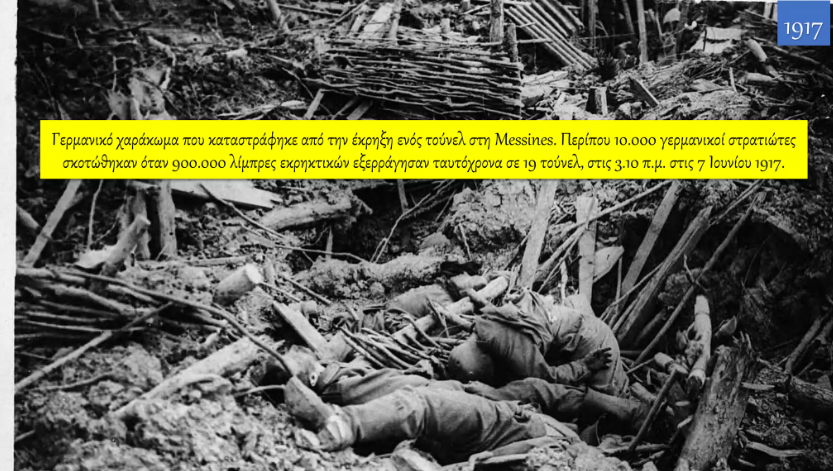 1917
Γερμανικό χαράκωμα που καταστράφηκε από την έκρηξη ενός τούνελ στη Messines. Περίπου 10.000 γερμανικοί στρατιώτες
σκοτώθηκαν όταν 900.000 λίμπρες εκρηκτικών εξερράγησαν ταυτόχρονα σε 19 τούνελ, στις 3.10 π.μ. στις 7 Ιουνίου 1917.